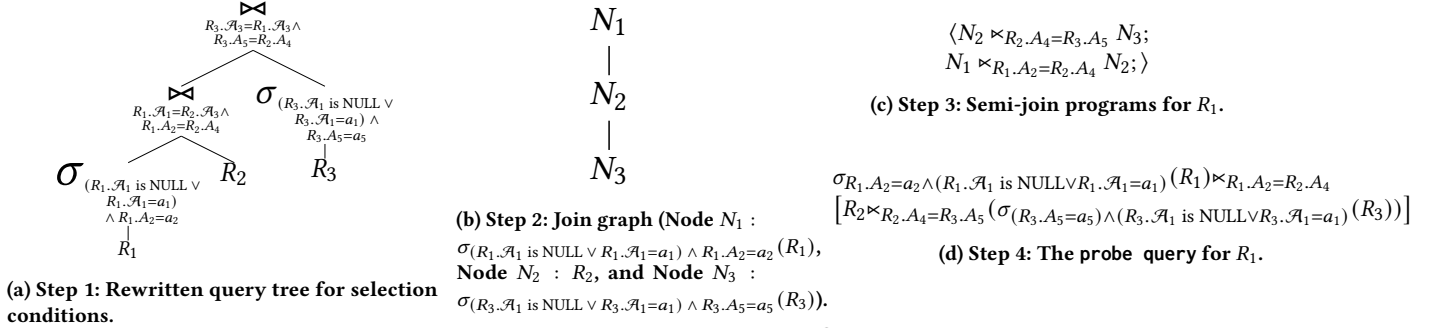 ⋈
R₃.𝒜₃=R₁.𝒜₃∧
R₃.A₅=R₂.A₄
⋈
R₁.𝒜₁=R₂.𝒜₃∧
R₁.A₂=R₂.A₄
σ(R₃.𝒜₁ is NULL ∨
R₃.𝒜₁=a₁) ∧
R₃.A₅=a₅
R₃
σ(R₁.𝒜₁ is NULL ∨
R₁.𝒜₁=a₁)
∧ R₁.A₂=a₂
R₁
R₂
(a) Step 1: Rewritten query tree for selection
conditions.
N₁
N₂
N₃
(b) Step 2: Join graph (Node N₁ :
σ(R₁.𝒜₁ is NULL ∨ R₁.𝒜₁=a₁) ∧ R₁.A₂=a₂ (R₁),
Node N₂ : R₂, and Node N₃ :
σ(R₃.𝒜₁ is NULL ∨ R₃.𝒜₁=a₁) ∧ R₃.A₅=a₅ (R₃)).
⟨N₂ ⋉R₂.A₄=R₃.A₅ N₃;
N₁ ⋉R₁.A₂=R₂.A₄ N₂;⟩
(c) Step 3: Semi-join programs for R₁.
σR₁.A₂=a₂∧(R₁.𝒜₁ is NULL∨R₁.𝒜₁=a₁)(R₁)⋉R₁.A₂=R₂.A₄
[R₂⋉R₂.A₄=R₃.A₅(σ(R₃.A₅=a₅)∧(R₃.𝒜₁ is NULL∨R₃.𝒜₁=a₁)(R₃))]
(d) Step 4: The probe query for R₁.